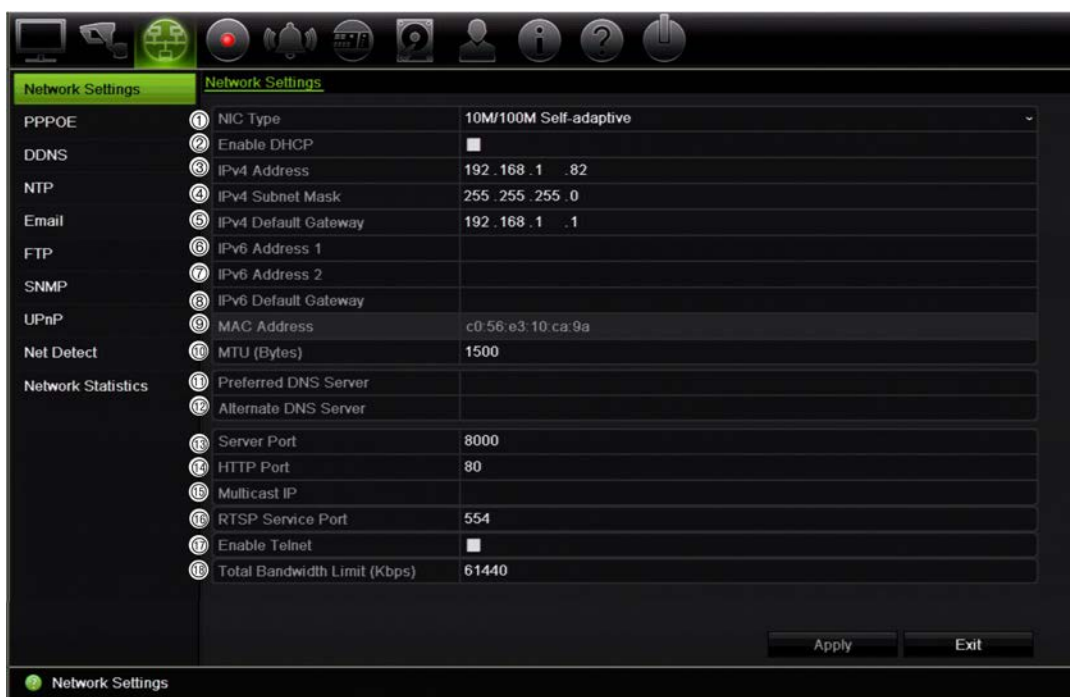 Network Settings
Network Settings
PPPOE
DDNS
NTP
Email
FTP
SNMP
UPnP
Net Detect
Network Statistics
① NIC Type 10M/100M Self-adaptive
② Enable DHCP
③ IPv4 Address 192 . 168 . 1 . 82
④ IPv4 Subnet Mask 255 . 255 . 255 . 0
⑤ IPv4 Default Gateway 192 . 168 . 1 . 1
⑥ IPv6 Address 1
⑦ IPv6 Address 2
⑧ IPv6 Default Gateway
⑨ MAC Address c0:56:e3:10:ca:9a
⑩ MTU (Bytes) 1500
⑪ Preferred DNS Server
⑫ Alternate DNS Server
⑬ Server Port 8000
⑭ HTTP Port 80
⑮ Multicast IP
⑯ RTSP Service Port 554
⑰ Enable Telnet
⑱ Total Bandwidth Limit (Kbps) 61440
Apply Exit
Network Settings